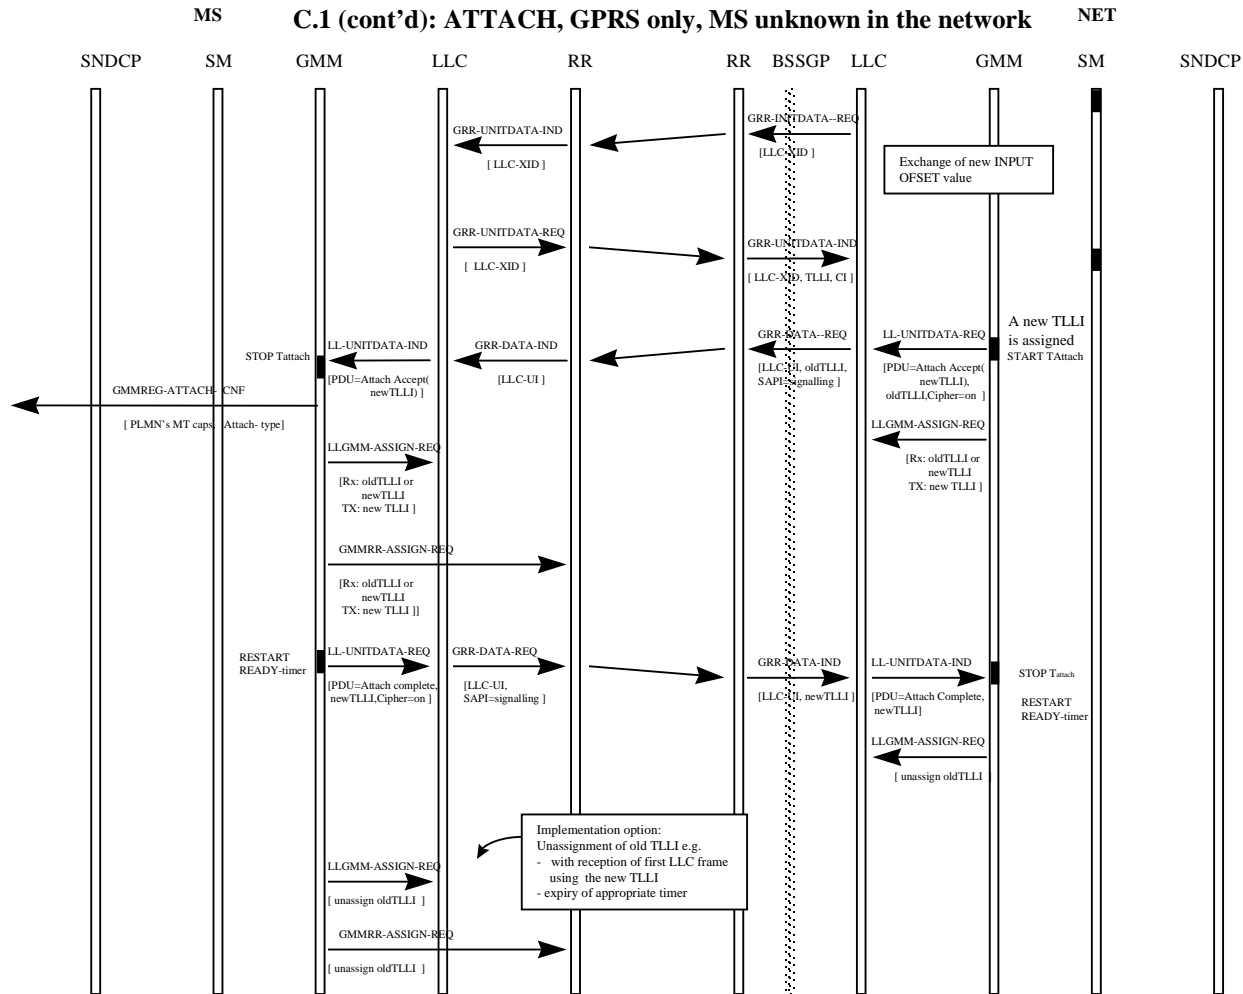 MS
C.1 (cont'd): ATTACH, GPRS only, MS unknown in the network
NET
SNDCP SM GMM LLC RR RR BSSGP LLC GMM SM SNDCP
GRR-UNITDATA-IND
[ LLC-XID ]
GRR-INITDATA--REQ
[LLC-XID ]
Exchange of new INPUT
OFSET value
GRR-UNITDATA-REQ
[ LLC-XID ]
GRR-UNITDATA-IND
[ LLC-XID, TLLI, CI ]
STOP Tattach
LL-UNITDATA-IND
[PDU=Attach Accept(
newTLLI) ]
GRR-DATA-IND
[LLC-UI ]
GRR-DATA--REQ
[LLC-UI, oldTLLI,
SAPI=signalling ]
LL-UNITDATA-REQ
[PDU=Attach Accept(
newTLLI),
oldTLLI,Cipher=on ]
A new TLLI
is assigned
START TAttach
GMMREG-ATTACH- CNF
[ PLMN's MT caps, Attach- type]
LLGMM-ASSIGN-REQ
[Rx: oldTLLI or
newTLLI
TX: new TLLI ]
LLGMM-ASSIGN-REQ
[Rx: oldTLLI or
newTLLI
TX: new TLLI ]
GMMRR-ASSIGN-REQ
[Rx: oldTLLI or
newTLLI
TX: new TLLI ]]
RESTART
READY-timer
LL-UNITDATA-REQ
[PDU=Attach complete,
newTLLI,Cipher=on ]
GRR-DATA-REQ
[LLC-UI,
SAPI=signalling ]
GRR-DATA-IND
[LLC-UI, newTLLI ]
LL-UNITDATA-IND
[PDU=Attach Complete,
newTLLI]
STOP Tattach
RESTART
READY-timer
LLGMM-ASSIGN-REQ
[ unassign oldTLLI ]
Implementation option:
Unassignment of old TLLI e.g.
- with reception of first LLC frame
using the new TLLI
- expiry of appropriate timer
LLGMM-ASSIGN-REQ
[ unassign oldTLLI ]
GMMRR-ASSIGN-REQ
[ unassign oldTLLI ]